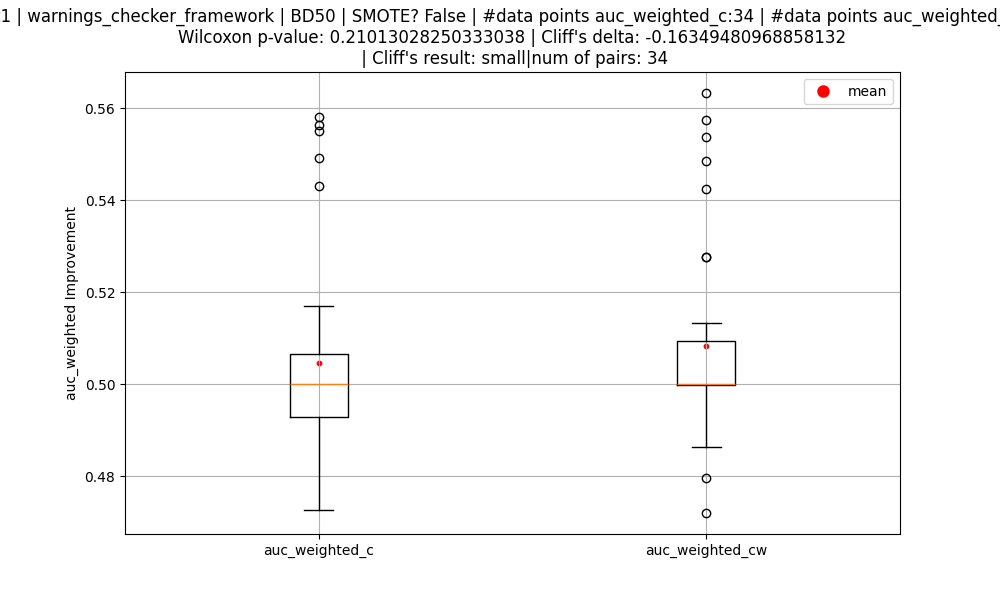 1 | warnings_checker_framework | BD50 | SMOTE? False | #data points auc_weighted_c:34 | #data points auc_weighted_
Wilcoxon p-value: 0.21013028250333038 | Cliff's delta: -0.16349480968858132
| Cliff's result: small|num of pairs: 34
mean
0.56
0.54
0.52
0.50
0.48
auc_weighted Improvement
auc_weighted_c
auc_weighted_cw